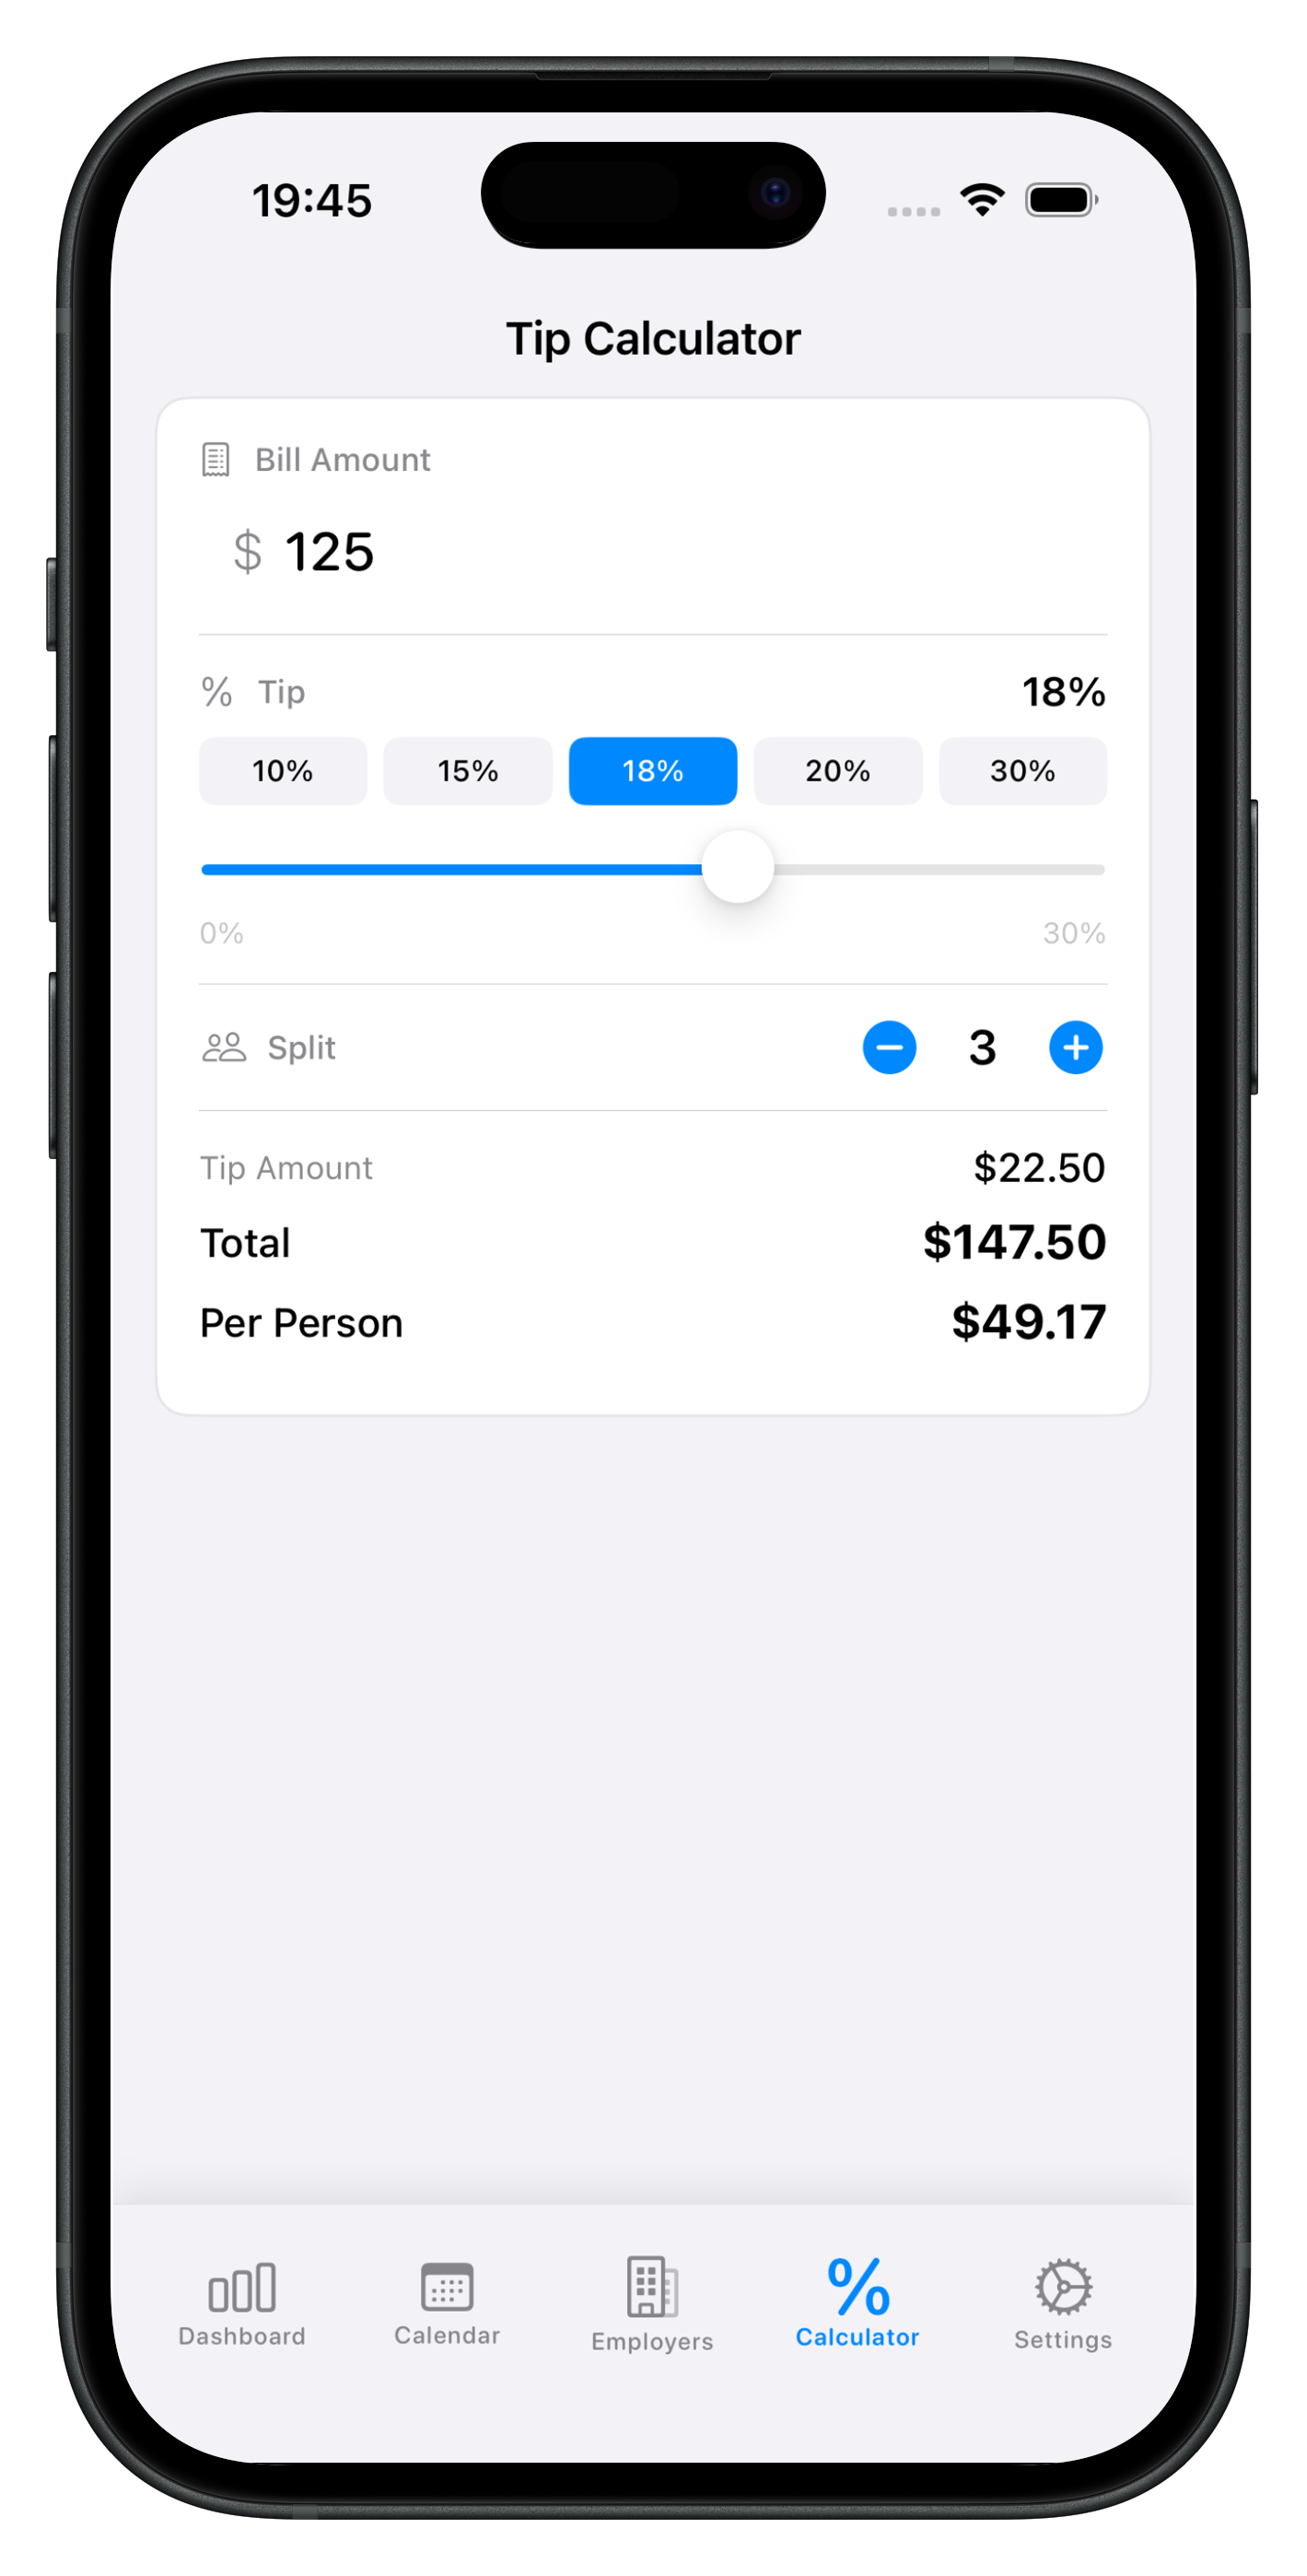 19:45
Tip Calculator
Bill Amount
$ 125
% Tip 18%
10% 15% 18% 20% 30%
0% 30%
Split 3
Tip Amount $22.50
Total $147.50
Per Person $49.17
%
Dashboard Calendar Employers Calculator Settings